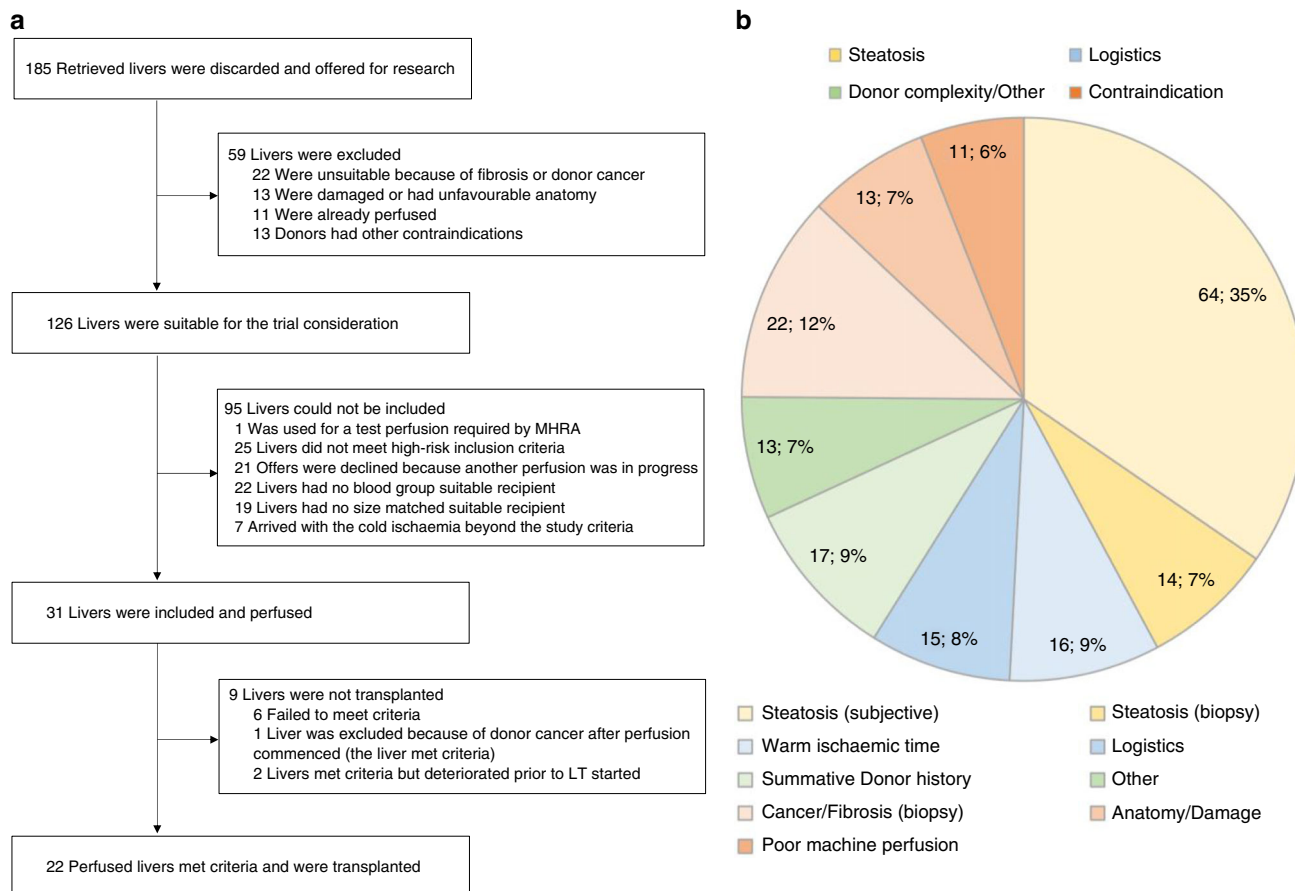 a
185 Retrieved livers were discarded and offered for research
59 Livers were excluded
22 Were unsuitable because of fibrosis or donor cancer
13 Were damaged or had unfavourable anatomy
11 Were already perfused
13 Donors had other contraindications
126 Livers were suitable for the trial consideration
95 Livers could not be included
1 Was used for a test perfusion required by MHRA
25 Livers did not meet high-risk inclusion criteria
21 Offers were declined because another perfusion was in progress
22 Livers had no blood group suitable recipient
19 Livers had no size matched suitable recipient
7 Arrived with the cold ischaemia beyond the study criteria
31 Livers were included and perfused
9 Livers were not transplanted
6 Failed to meet criteria
1 Liver was excluded because of donor cancer after perfusion
commenced (the liver met criteria)
2 Livers met criteria but deteriorated prior to LT started
22 Perfused livers met criteria and were transplanted
b
Steatosis
Logistics
Donor complexity/Other
Contraindication
11; 6%
13; 7%
64; 35%
22; 12%
13; 7%
17; 9%
14; 7%
15; 8%
16; 9%
Steatosis (subjective)
Steatosis (biopsy)
Warm ischaemic time
Logistics
Summative Donor history
Other
Cancer/Fibrosis (biopsy)
Anatomy/Damage
Poor machine perfusion